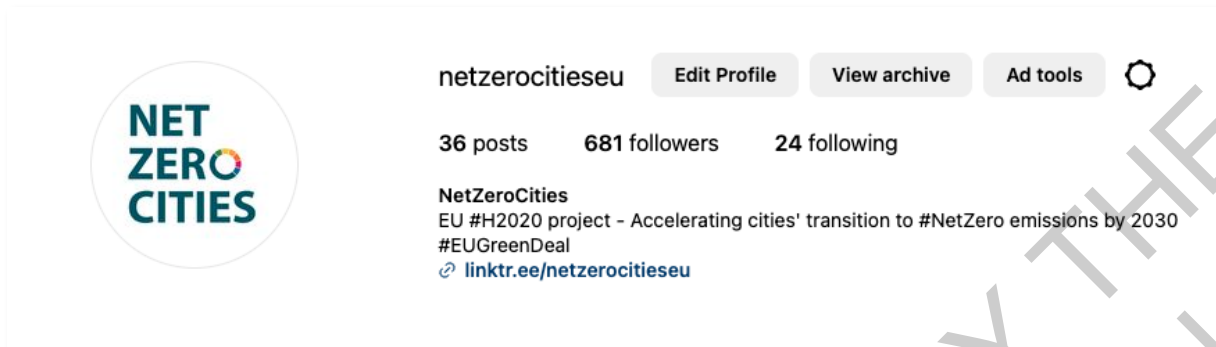 NET
ZERO
CITIES
netzerocitieseu Edit Profile View archive Ad tools
36 posts 681 followers 24 following
NetZeroCities
EU #H2020 project - Accelerating cities' transition to #NetZero emissions by 2030
#EUGreenDeal
linktr.ee/netzerocitieseu
Y THE